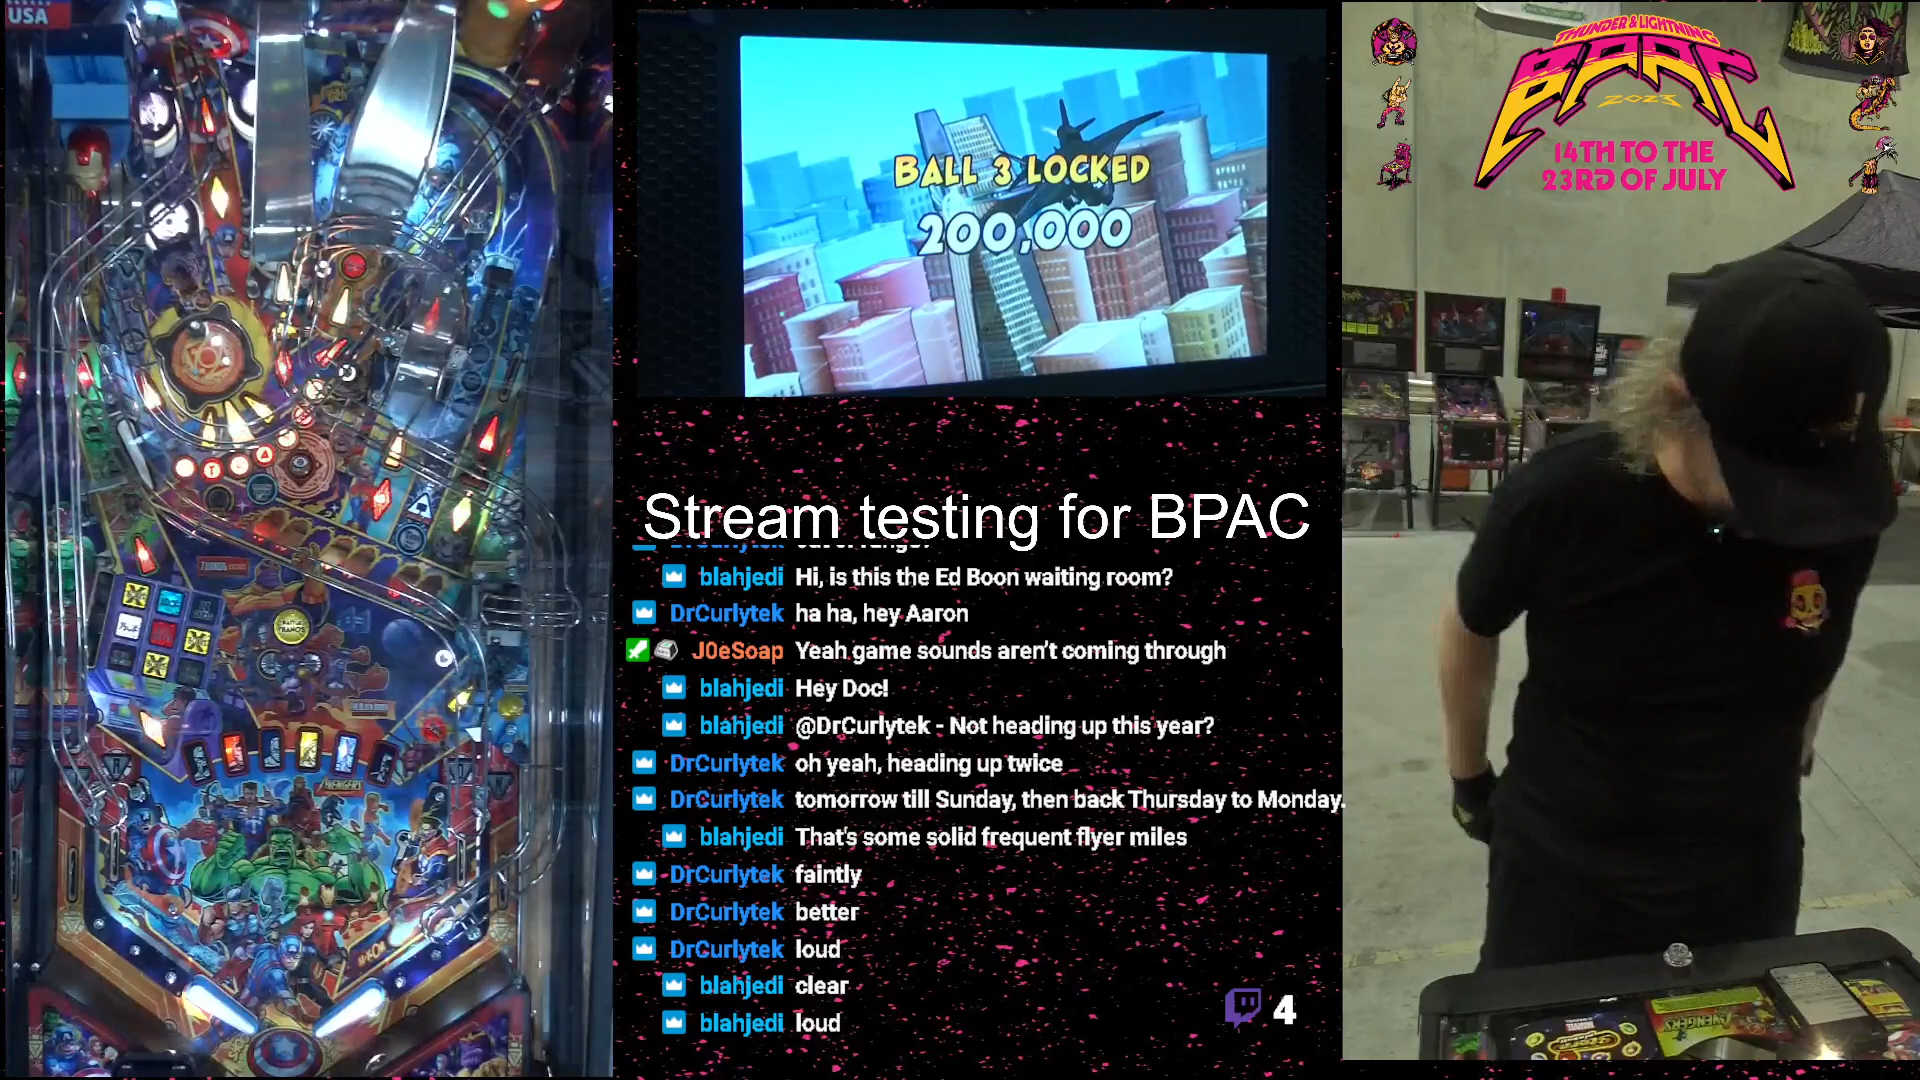 USA
BALL 3 LOCKED
200,000
THUNDER & LIGHTNING
BPAC
2023
14TH TO THE
23RD OF JULY
Stream testing for BPAC
blahjedi Hi, is this the Ed Boon waiting room?
DrCurlytek ha ha, hey Aaron
J0eSoap Yeah game sounds aren't coming through
blahjedi Hey Doc!
blahjedi @DrCurlytek - Not heading up this year?
DrCurlytek oh yeah, heading up twice
DrCurlytek tomorrow till Sunday, then back Thursday to Monday.
blahjedi That's some solid frequent flyer miles
DrCurlytek faintly
DrCurlytek better
DrCurlytek loud
blahjedi clear
blahjedi loud
4
AVENGERS
AVENGERS